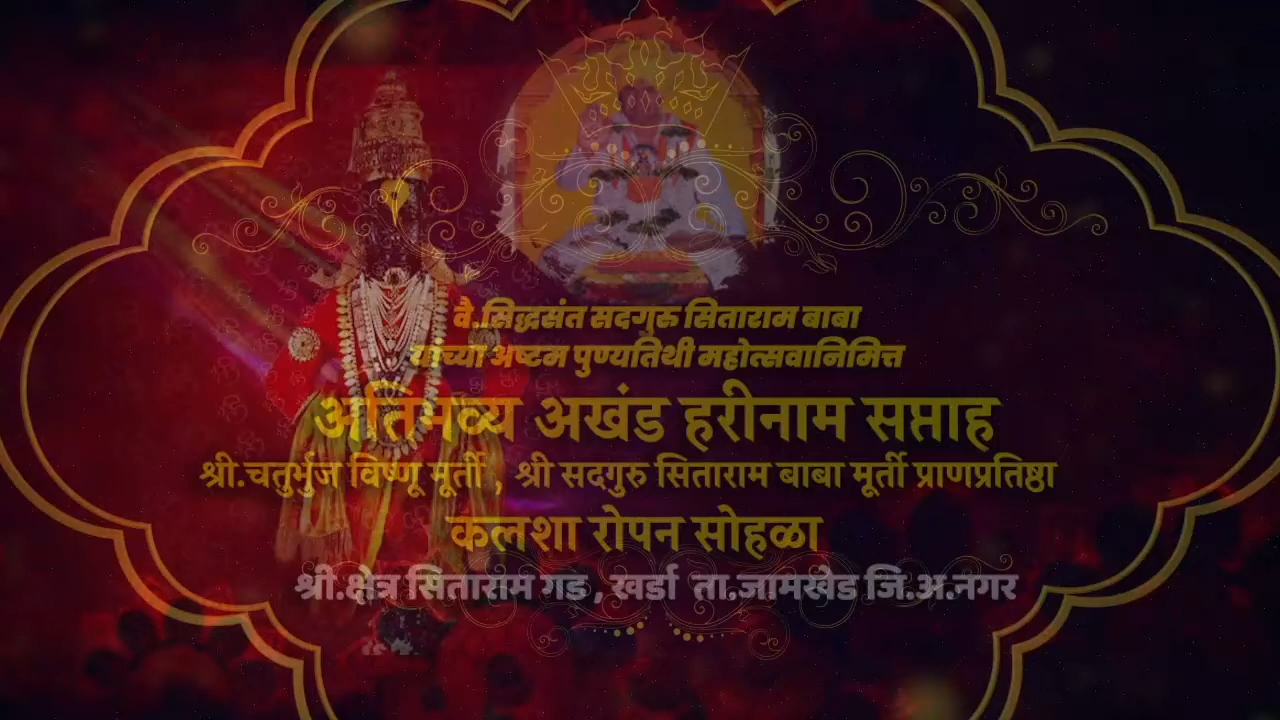 वै.सिद्धसंत सदगुरु सिताराम बाबा
याच्या अष्टम पुण्यतिथी महोत्सवानिमित्त
अतिभव्य अखंड हरीनाम सप्ताह
श्री.चतुर्भुज विष्णू मूर्ती , श्री सदगुरु सिताराम बाबा मूर्ती प्राणप्रतिष्ठा
कलशा रोपन सोहळा
श्री.क्षेत्र सिताराम गड , खर्डा ता.जामखेड जि.अ.नगर